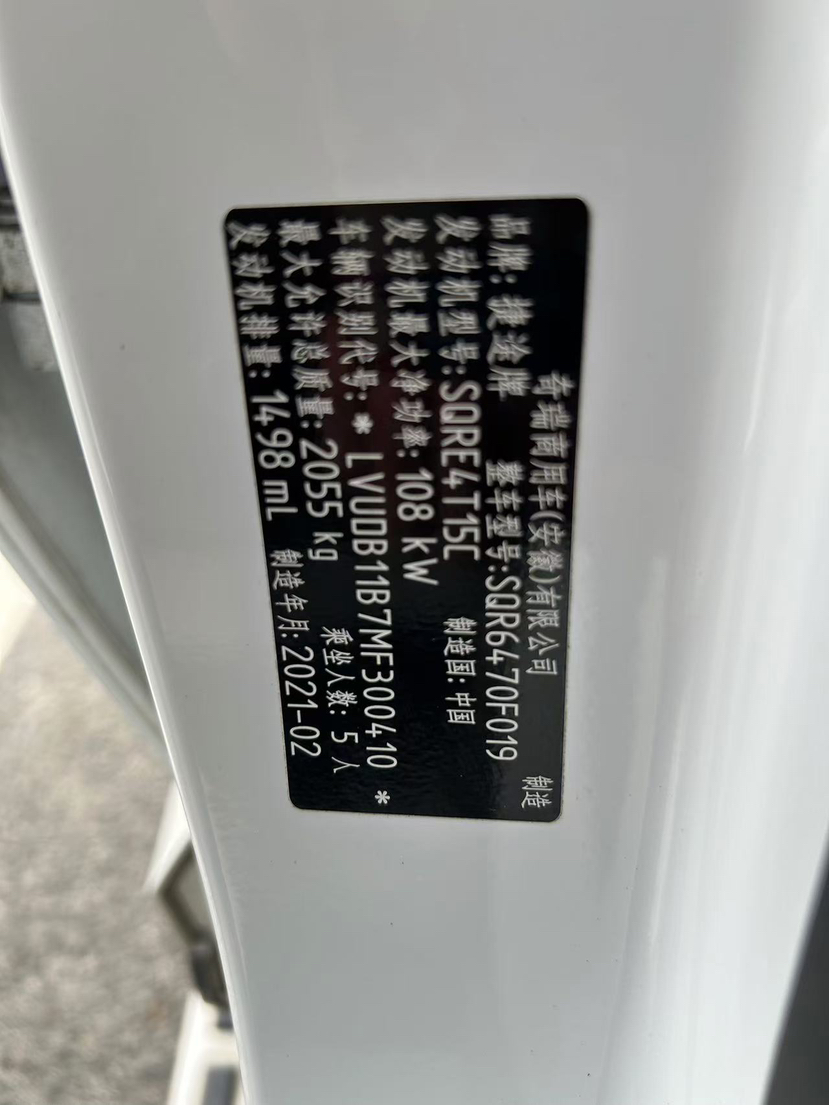 奇瑞商用车(安徽)有限公司 制造
品牌:捷途牌 整车型号:SQR6470F019
发动机型号:SQRE4T15C 制造国:中国
发动机最大净功率:108 kW
车辆识别代号:* LVUDB11B7MF300410 *
最大允许总质量:2055 kg 乘坐人数: 5 人
发动机排量: 1498 mL 制造年月:2021-02